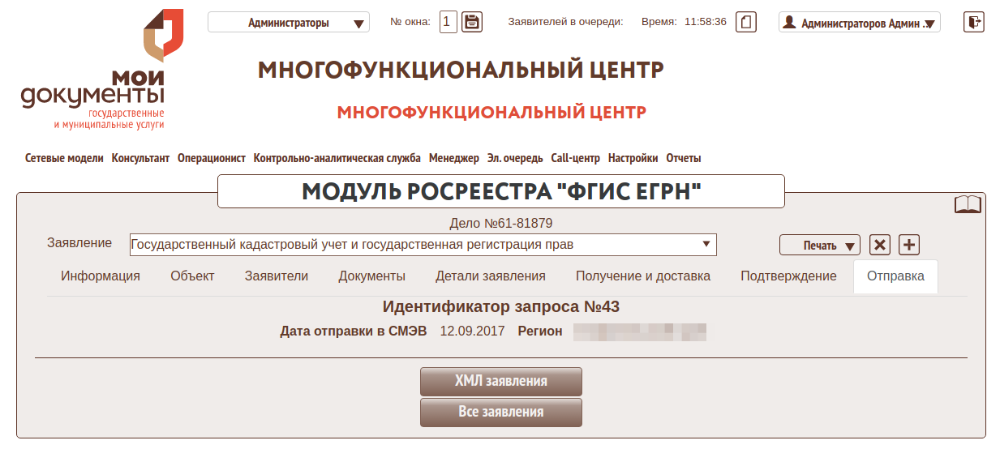 Администраторы № окна: 1 Заявителей в очереди: Время: 11:58:36 Администраторов Админ ..
мои
документы
государственные
и муниципальные услуги
МНОГОФУНКЦИОНАЛЬНЫЙ ЦЕНТР
МНОГОФУНКЦИОНАЛЬНЫЙ ЦЕНТР
Сетевые модели Консультант Операционист Контрольно-аналитическая служба Менеджер Эл. очередь Call-центр Настройки Отчеты
МОДУЛЬ РОСРЕЕСТРА "ФГИС ЕГРН"
Дело №61-81879
Заявление Государственный кадастровый учет и государственная регистрация прав Печать
Информация Объект Заявители Документы Детали заявления Получение и доставка Подтверждение Отправка
Идентификатор запроса №43
Дата отправки в СМЭВ 12.09.2017 Регион
ХМЛ заявления
Все заявления